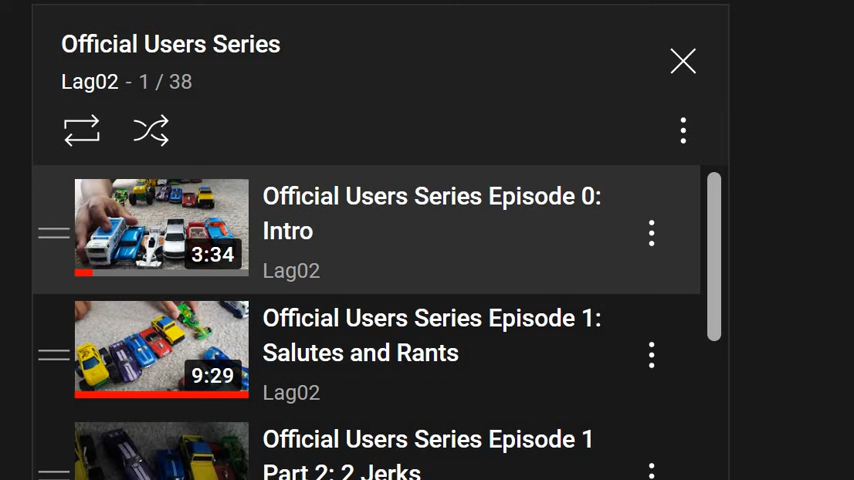 Official Users Series
Lag02 - 1 / 38
Official Users Series Episode 0:
Intro
3:34
Lag02
Official Users Series Episode 1:
Salutes and Rants
9:29
Lag02
Official Users Series Episode 1
Part 2: 2 Jerks